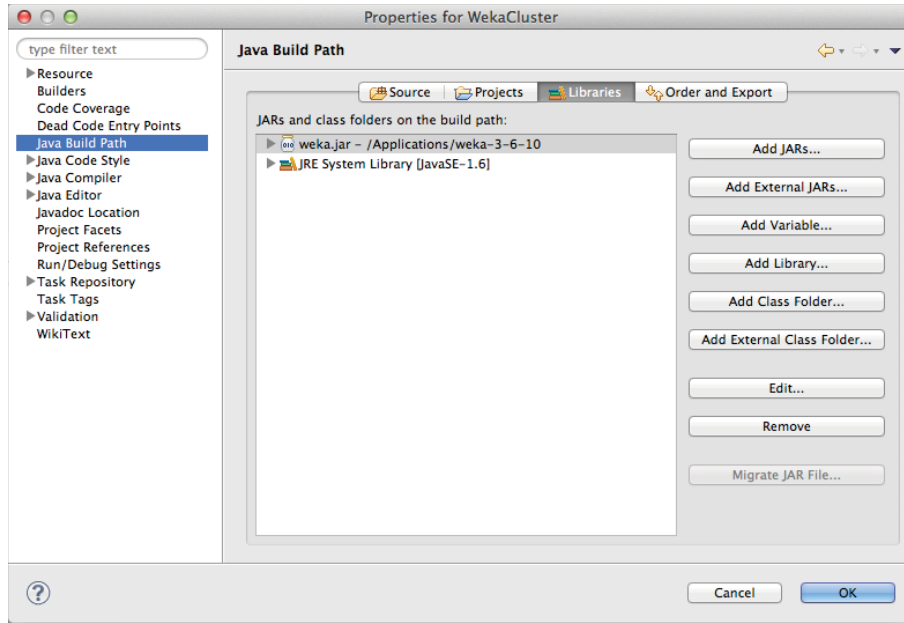 Properties for WekaCluster
type filter text
Resource
Builders
Code Coverage
Dead Code Entry Points
Java Build Path
Java Code Style
Java Compiler
Java Editor
Javadoc Location
Project Facets
Project References
Run/Debug Settings
Task Repository
Task Tags
Validation
WikiText
Java Build Path
Source
Projects
Libraries
Order and Export
JARs and class folders on the build path:
010 weka.jar – /Applications/weka-3-6-10
JRE System Library [JavaSE-1.6]
Add JARs...
Add External JARs...
Add Variable...
Add Library...
Add Class Folder...
Add External Class Folder...
Edit...
Remove
Migrate JAR File...
?
Cancel
OK